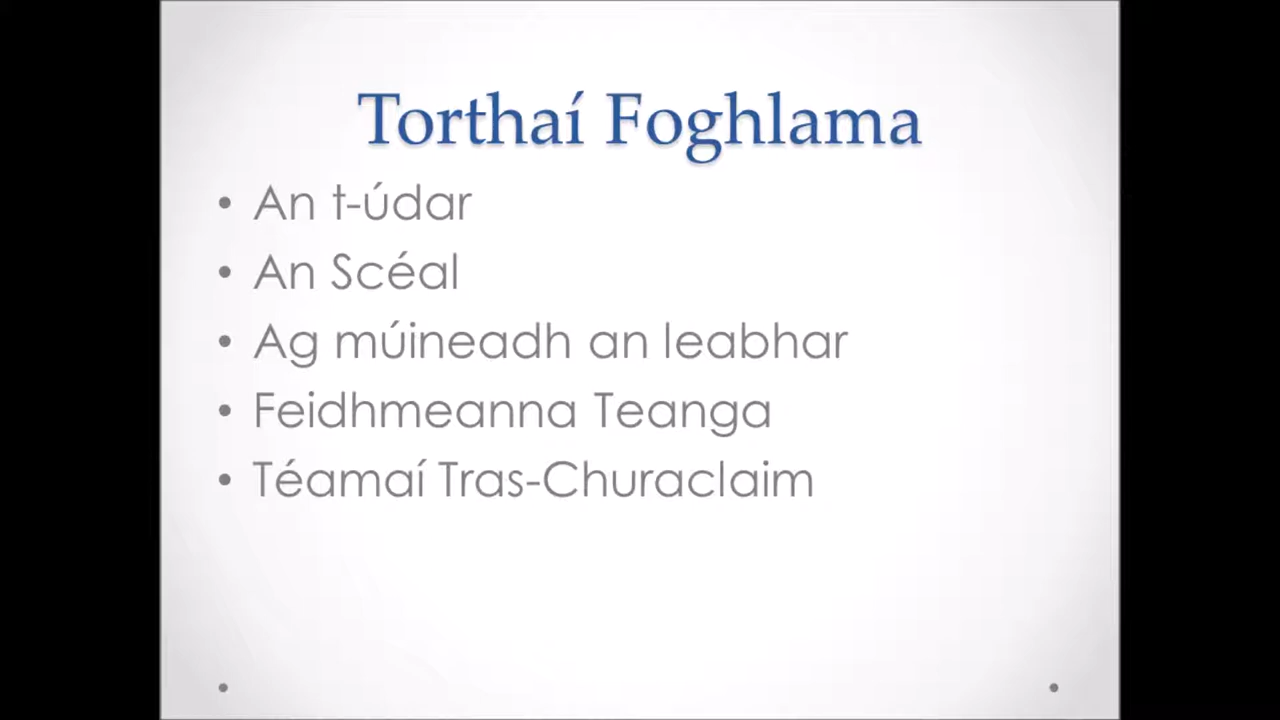 Torthaí Foghlama
• An t-údar
• An Scéal
• Ag múineadh an leabhar
• Feidhmeanna Teanga
• Téamaí Tras-Churaclaim